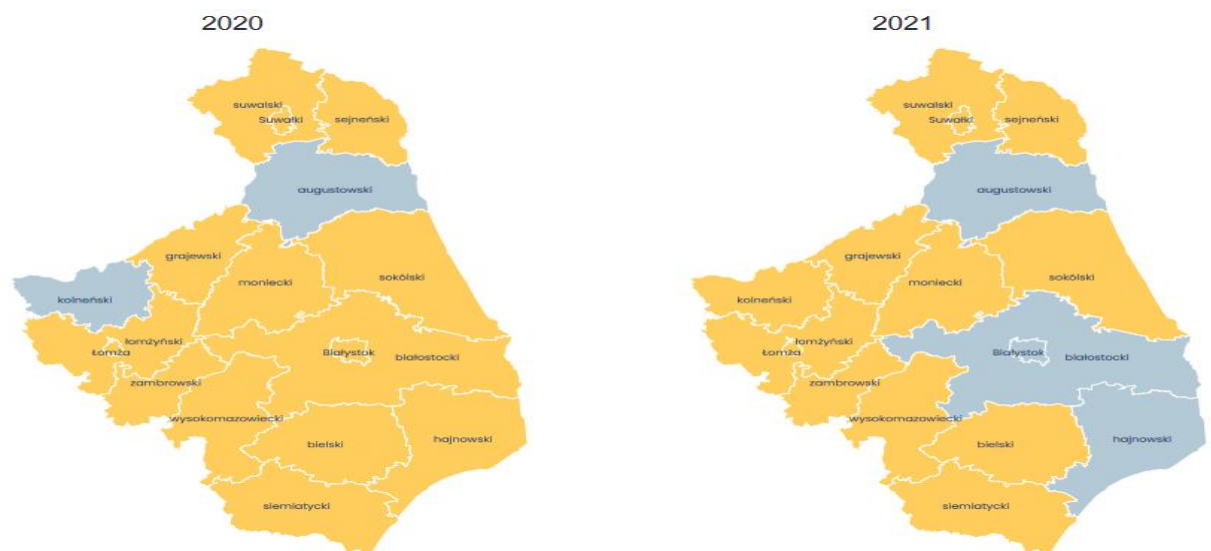 2020
suwalski
Suwałki
sejneński
augustowski
grajewski
moniecki
sokólski
kolneński
łomżyński
Łomża
Białystok
białostocki
zambrowski
wysokomazowiecki
bielski
hajnowski
siemiatycki
2021
suwalski
Suwałki
sejneński
augustowski
grajewski
moniecki
sokólski
kolneński
łomżyński
Łomża
Białystok
białostocki
zambrowski
wysokomazowiecki
bielski
hajnowski
siemiatycki